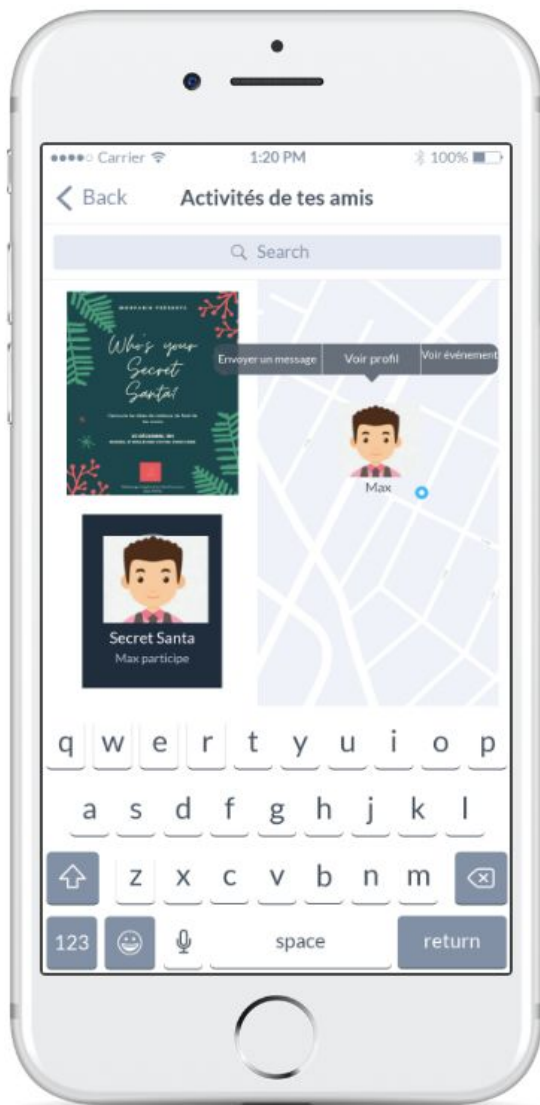 Carrier 1:20 PM 100%
Back Activités de tes amis
Search
Who's your
Secret
Santa?
Envoyer un message Voir profil Voir événement
Max
Secret Santa
Max participe
q w e r t y u i o p
a s d f g h j k l
z x c v b n m
123 space return